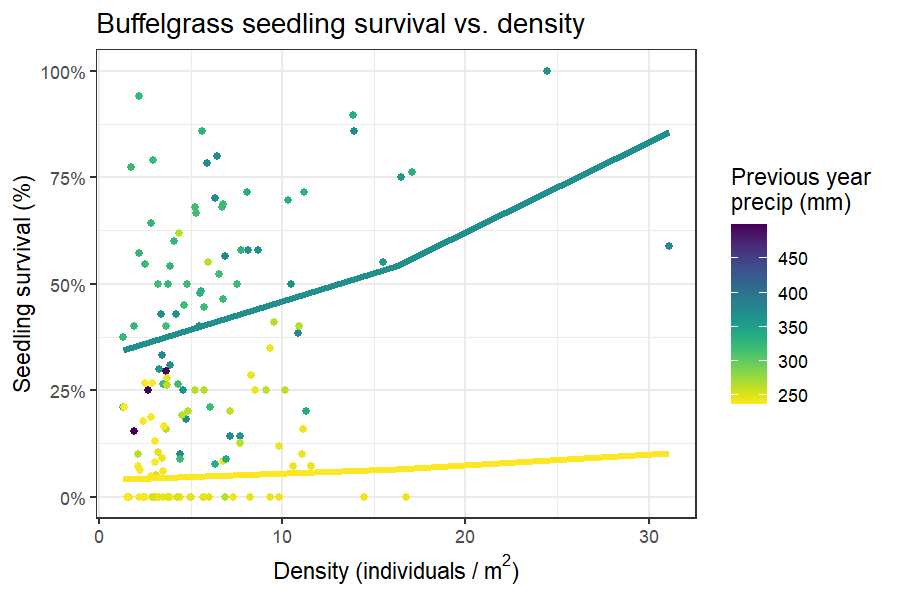 Buffelgrass seedling survival vs. density
Seedling survival (%)
100%
75%
50%
25%
0%
0 10 20 30
Density (individuals / m²)
Previous year
precip (mm)
450
400
350
300
250